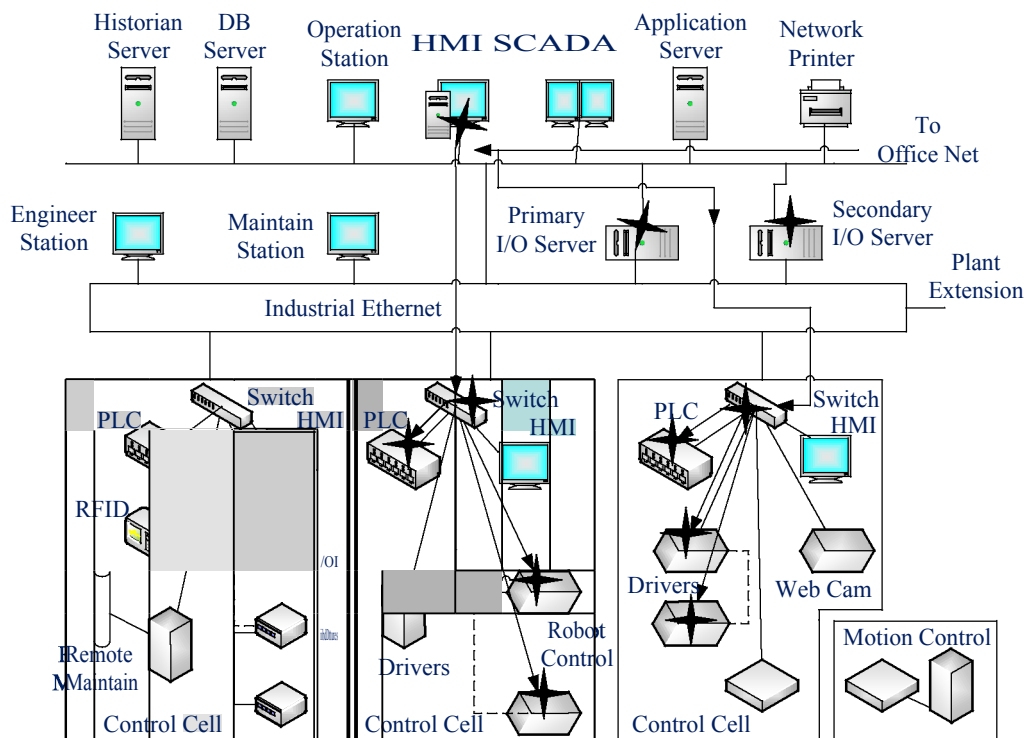 Historian
Server
DB
Server
Operation
Station
HMI SCADA
Application
Server
Network
Printer
To
Office Net
Engineer
Station
Maintain
Station
Primary
I/O Server
Secondary
I/O Server
Plant
Extension
Industrial Ethernet
Switch
PLC
HMI
RFID
/OI
Remote
Maintain
Control Cell
Switch
PLC
HMI
Drivers
Robot
Control
Control Cell
Switch
PLC
HMI
Drivers
Web Cam
Control Cell
Motion Control